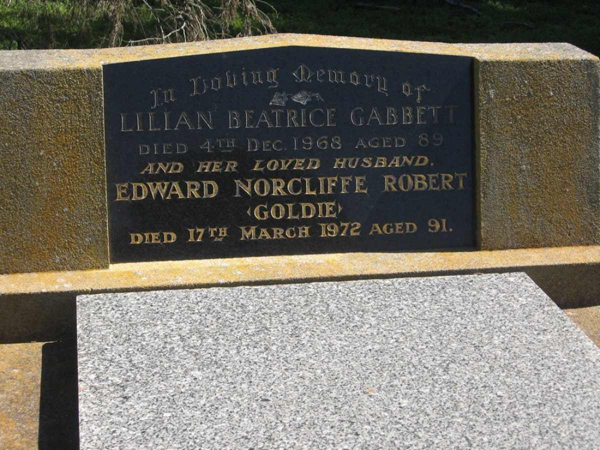 In Loving Memory of
LILIAN BEATRICE GABBETT
DIED 4TH DEC. 1968 AGED 89
AND HER LOVED HUSBAND.
EDWARD NORCLIFFE ROBERT
‹GOLDIE›
DIED 17TH MARCH 1972 AGED 91.